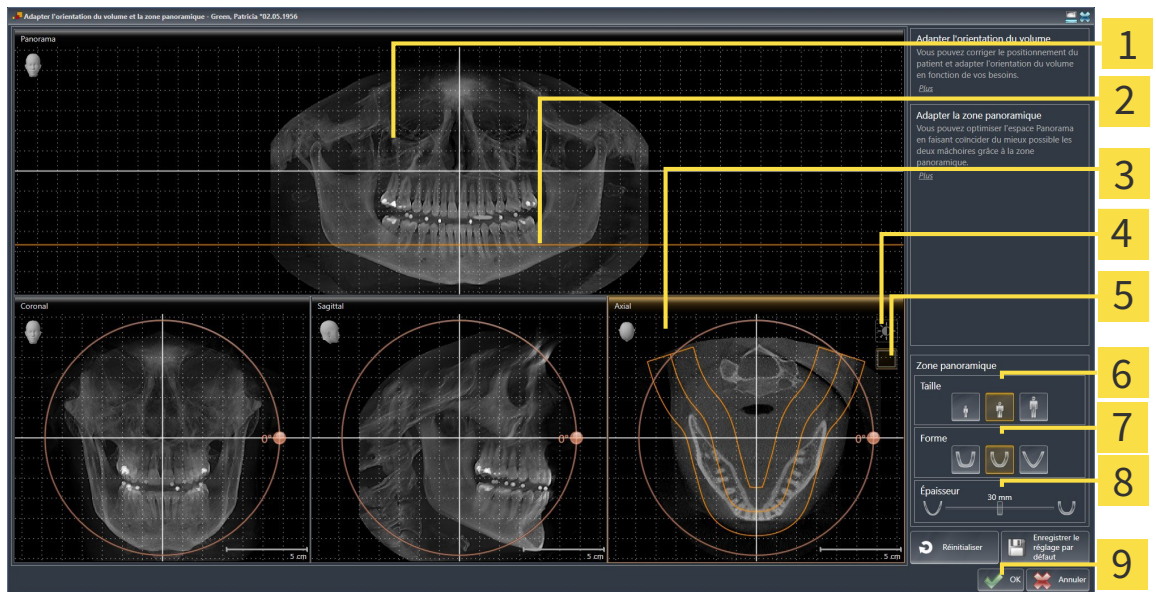 Adapter l'orientation du volume et la zone panoramique - Green, Patricia *02.05.1956
Panorama
Adapter l'orientation du volume
Vous pouvez corriger le positionnement du
patient et adapter l'orientation du volume
en fonction de vos besoins.
Plus
Adapter la zone panoramique
Vous pouvez optimiser l'espace Panorama
en faisant coïncider du mieux possible les
deux mâchoires grâce à la zone
panoramique.
Plus
1
2
3
4
5
6
7
8
9
Coronal
0°
5 cm
Sagittal
0°
5 cm
Axial
0°
5 cm
Zone panoramique
Taille
Forme
Épaisseur
30 mm
Réinitialiser
Enregistrer le
réglage par
défaut
OK
Annuler